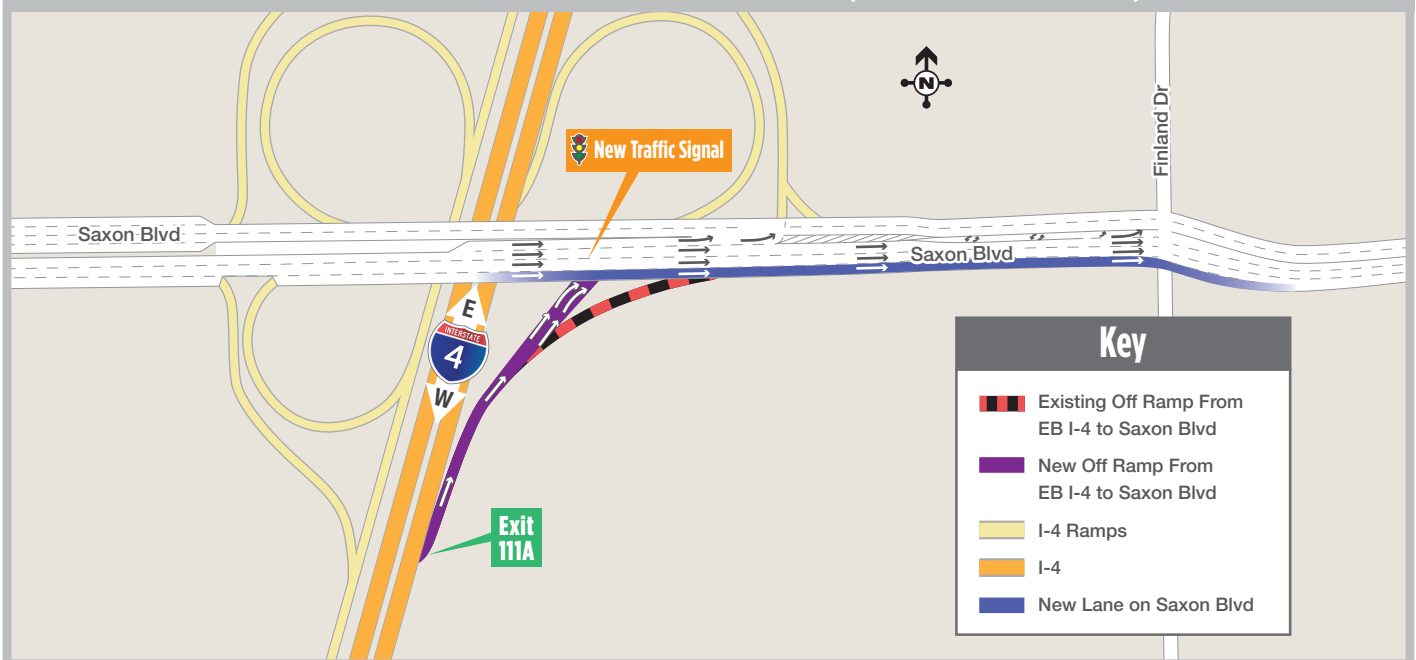 N
Finland Dr
New Traffic Signal
Saxon Blvd
Saxon Blvd
E
INTERSTATE
4
W
Exit
111A
Key
Existing Off Ramp From
EB I-4 to Saxon Blvd
New Off Ramp From
EB I-4 to Saxon Blvd
I-4 Ramps
I-4
New Lane on Saxon Blvd